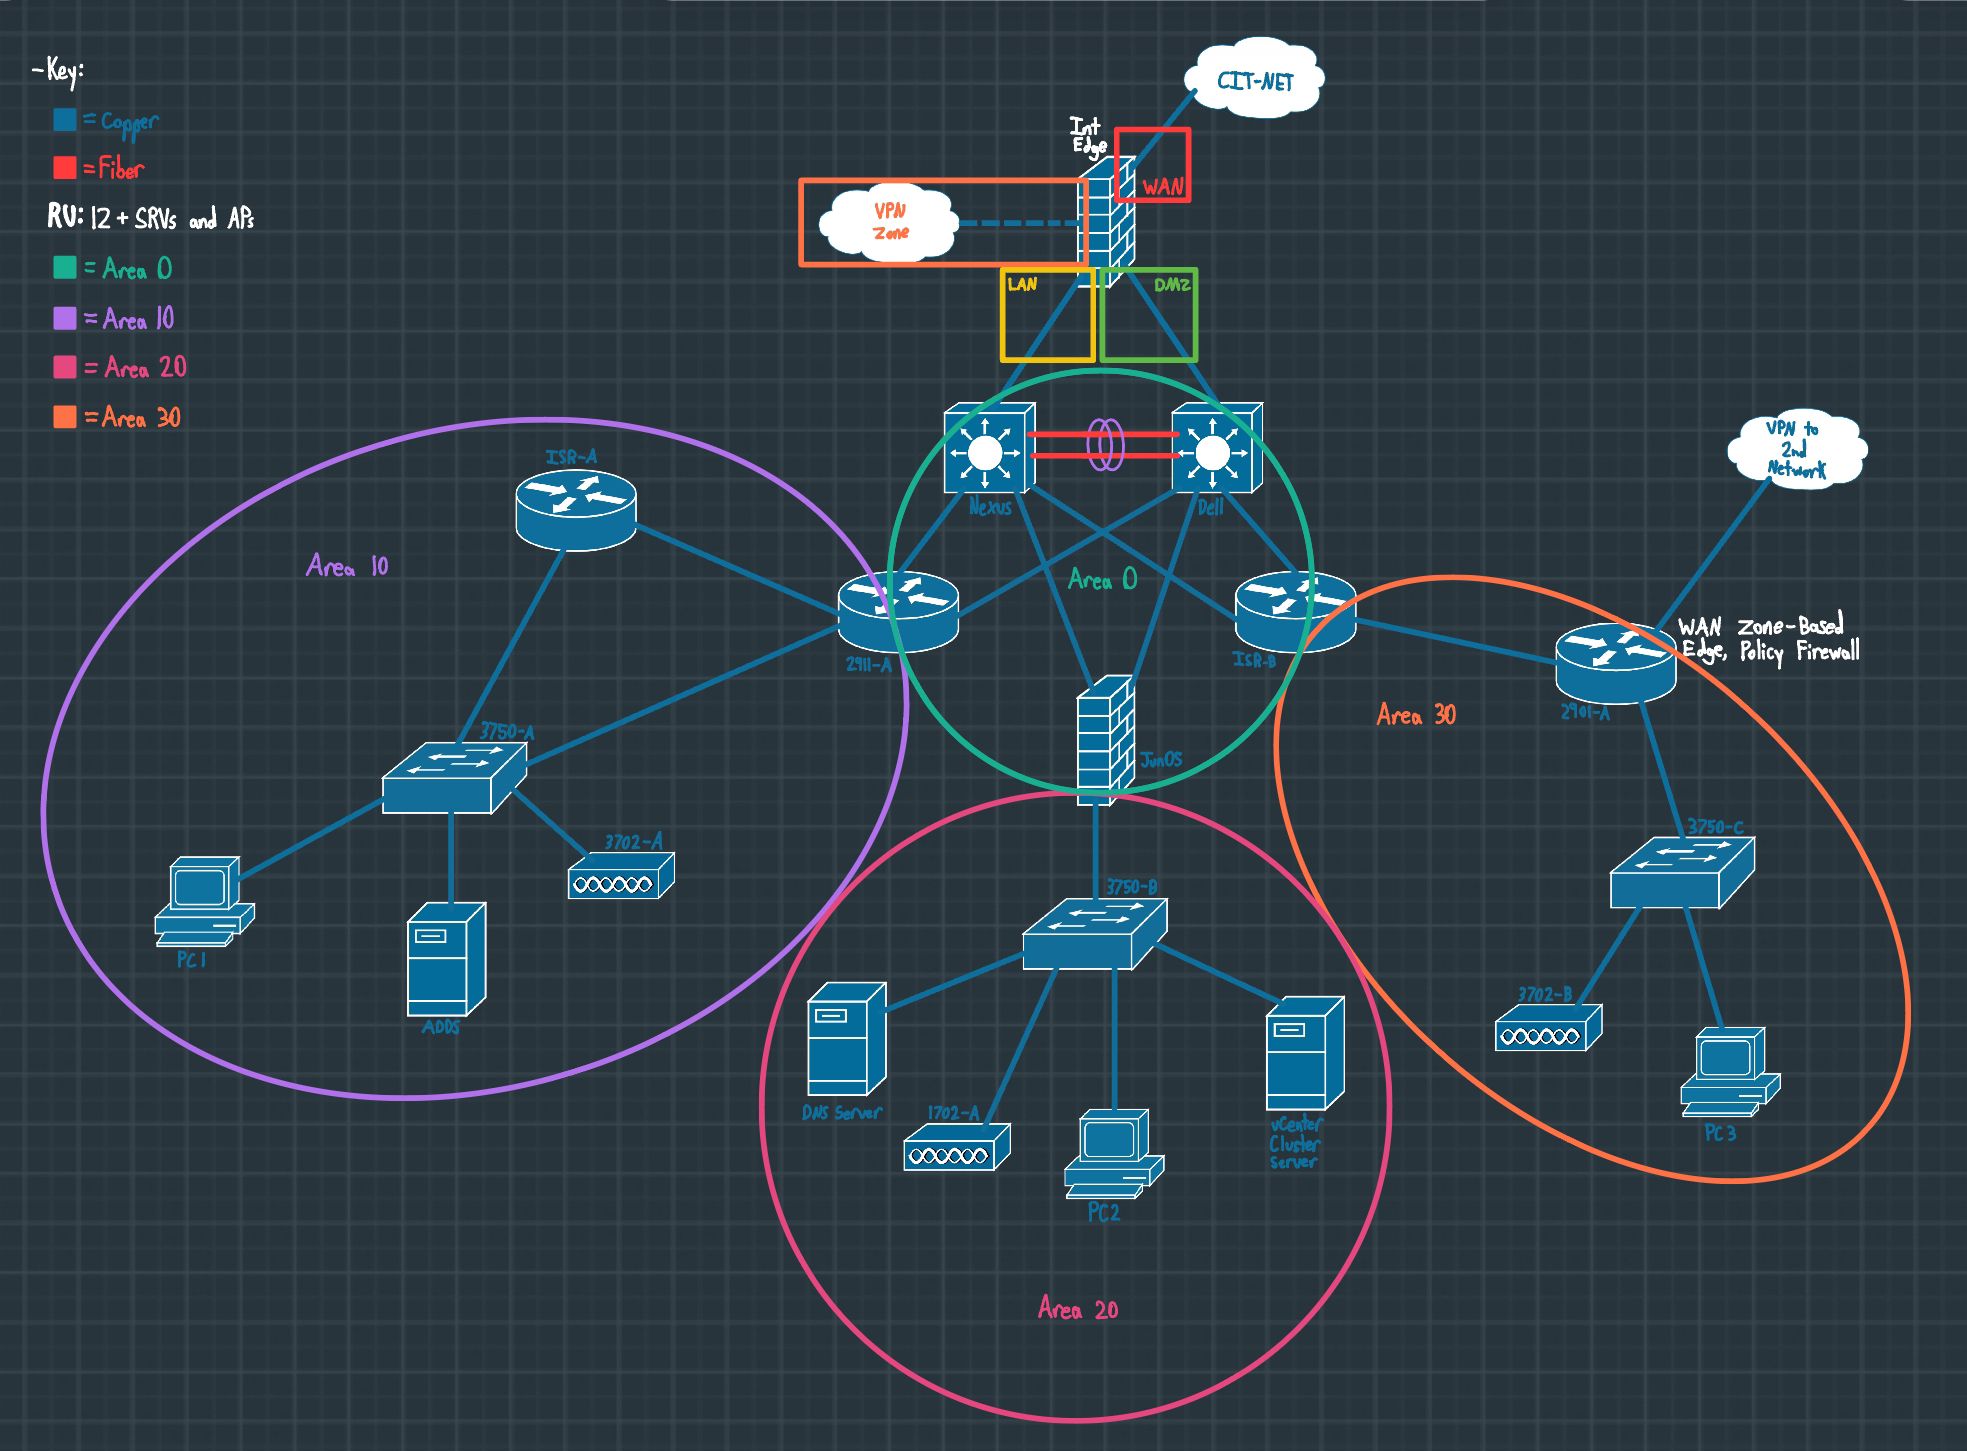 -Key:
= Copper
= Fiber
RU: 12 + SRVs and APs
= Area 0
= Area 10
= Area 20
= Area 30
CIT-NET
Int
Edge
WAN
VPN
Zone
LAN
DMZ
Nexus
Dell
VPN to
2nd
Network
ISR-A
Area 10
Area 0
2911-A
ISR-B
WAN Zone-Based
Edge, Policy Firewall
2901-A
Area 30
3750-A
JunOS
3702-A
3750-C
3750-B
PC1
ADDS
3702-B
DNS Server
1702-A
vCenter
Cluster
Server
PC3
PC2
Area 20